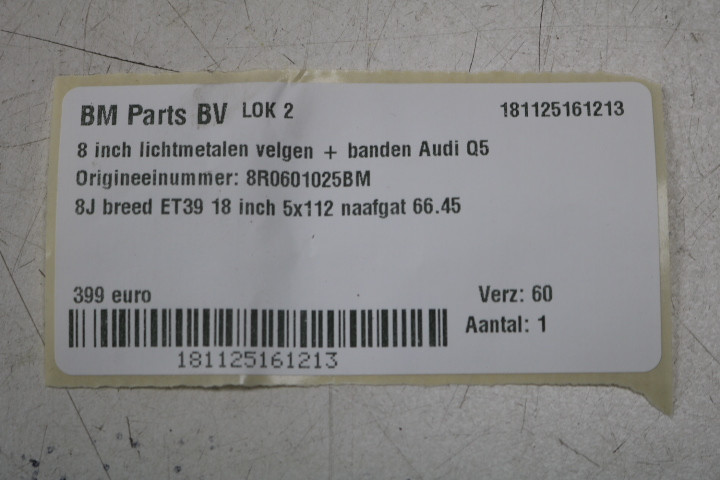 BM Parts BV LOK 2 181125161213
8 inch lichtmetalen velgen + banden Audi Q5
Origineeinummer: 8R0601025BM
8J breed ET39 18 inch 5x112 naafgat 66.45
399 euro Verz: 60
Aantal: 1
181125161213